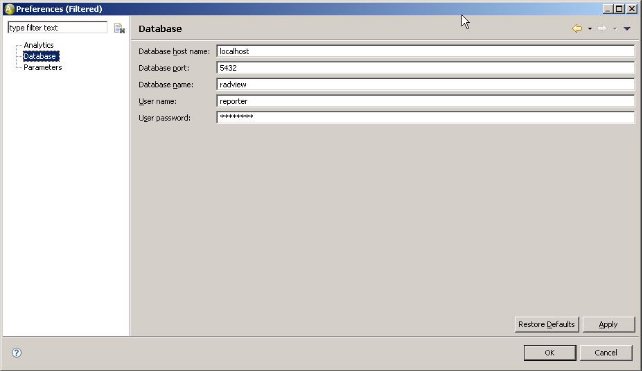 Preferences (Filtered)
type filter text
Analytics
Database
Parameters
Database
Database host name: localhost
Database port: 5432
Database name: radview
User name: reporter
User password: ********
Restore Defaults Apply
? OK Cancel